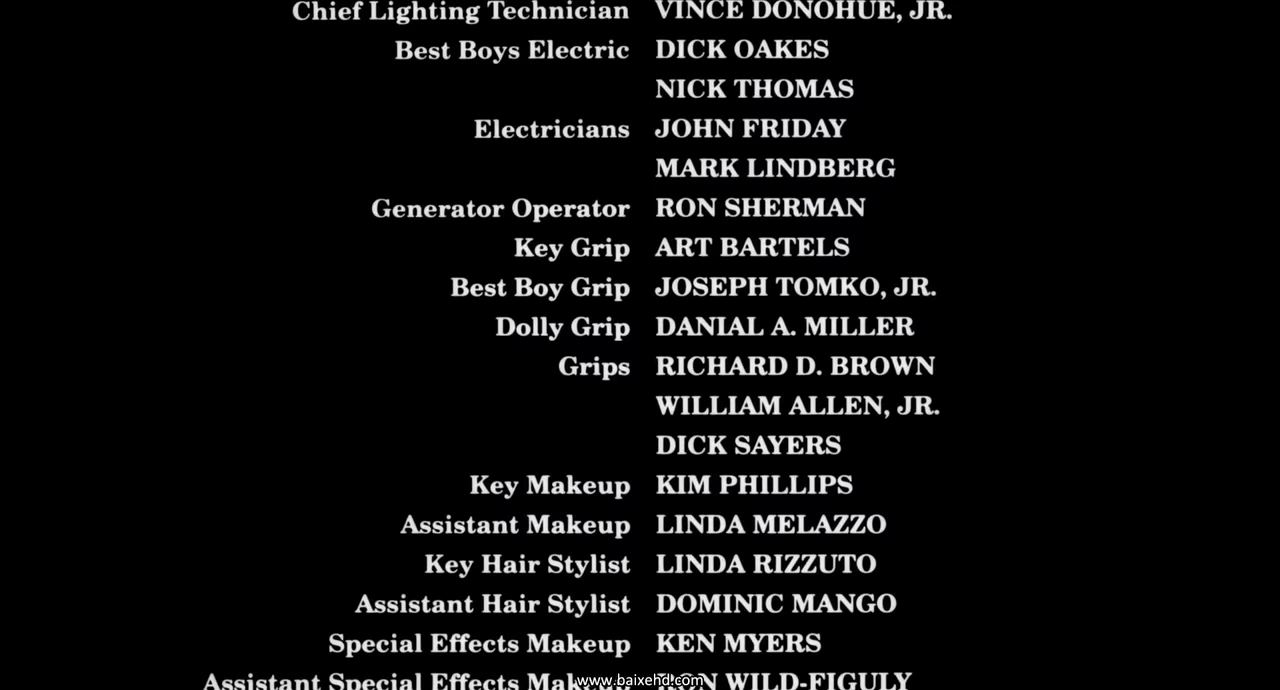 Chief Lighting Technician VINCE DONOHUE, JR.
Best Boys Electric DICK OAKES
NICK THOMAS
Electricians JOHN FRIDAY
MARK LINDBERG
Generator Operator RON SHERMAN
Key Grip ART BARTELS
Best Boy Grip JOSEPH TOMKO, JR.
Dolly Grip DANIAL A. MILLER
Grips RICHARD D. BROWN
WILLIAM ALLEN, JR.
DICK SAYERS
Key Makeup KIM PHILLIPS
Assistant Makeup LINDA MELAZZO
Key Hair Stylist LINDA RIZZUTO
Assistant Hair Stylist DOMINIC MANGO
Special Effects Makeup KEN MYERS
Assistant Special Effects Makeup WILD-FIGULY
www.baixehd.com